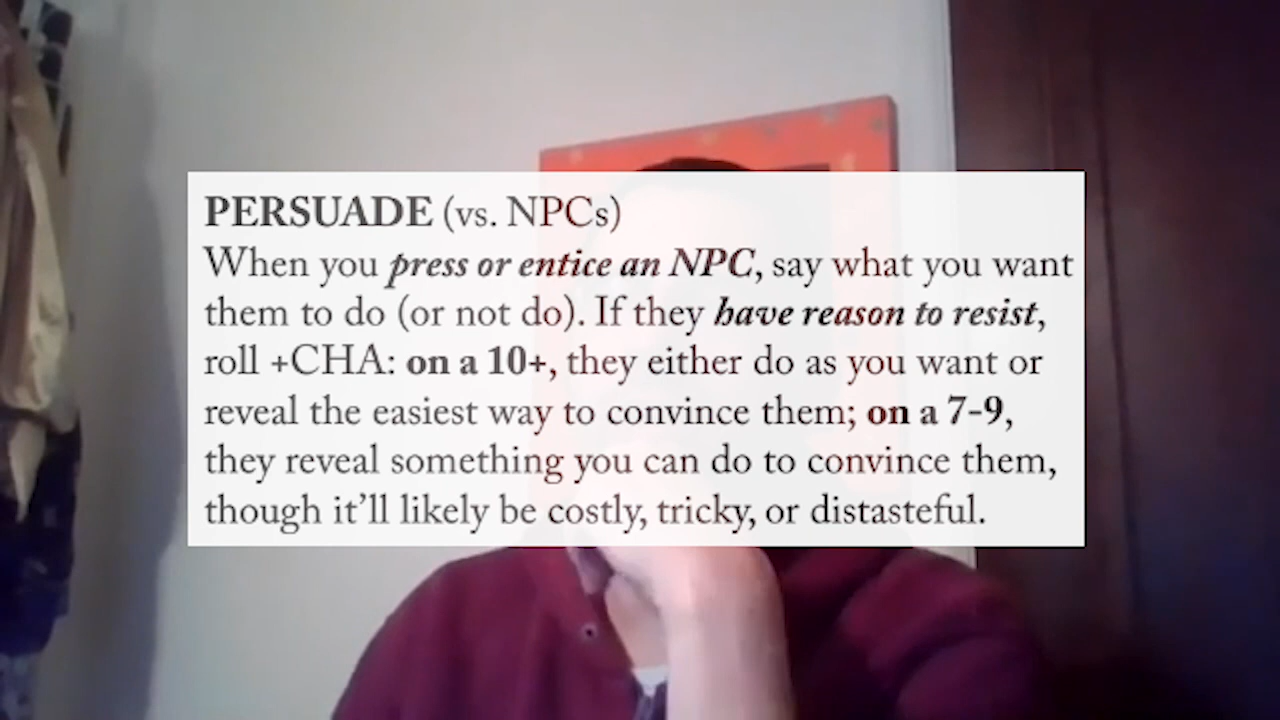 PERSUADE (vs. NPCs)
When you press or entice an NPC, say what you want
them to do (or not do). If they have reason to resist,
roll +CHA: on a 10+, they either do as you want or
reveal the easiest way to convince them; on a 7-9,
they reveal something you can do to convince them,
though it’ll likely be costly, tricky, or distasteful.